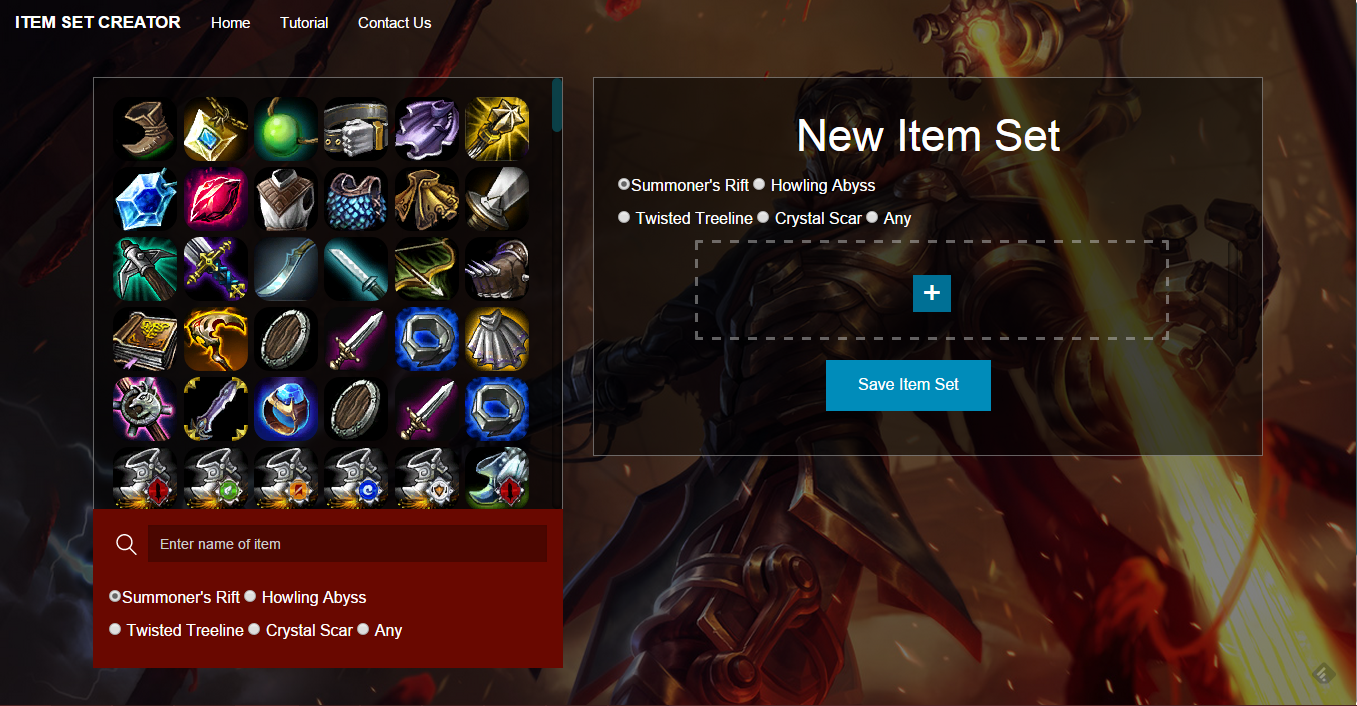 ITEM SET CREATOR Home Tutorial Contact Us
New Item Set
Summoner's Rift Howling Abyss
Twisted Treeline Crystal Scar Any
+
Save Item Set
Enter name of item
Summoner's Rift Howling Abyss
Twisted Treeline Crystal Scar Any